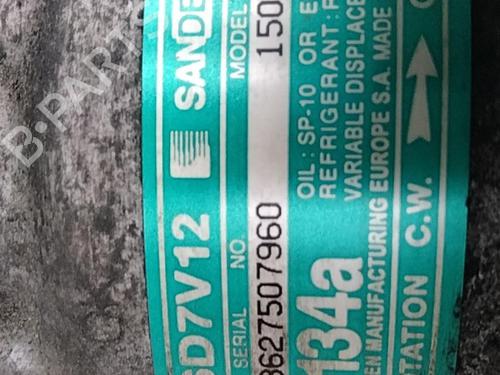 SD7V12
SANDE
MODEL
150
SERIAL NO.
3627507960
134a
OIL: SP-10 OR E
REFRIGERANT: R
VARIABLE DISPLACE
EN MANUFACTURING EUROPE S.A. MADE
TATION C.W.
B-PARTS